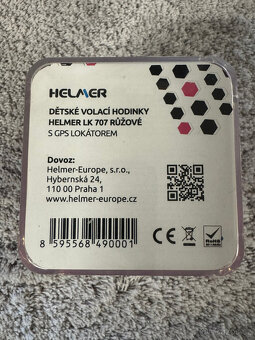 HELMER
DĚTSKÉ VOLACÍ HODINKY
HELMER LK 707 RŮŽOVÉ
S GPS LOKÁTOREM
Dovoz:
Helmer-Europe, s.r.o.,
Hybernská 24,
110 00 Praha 1
www.helmer-europe.cz
8 595568 490001
CE
RoHS